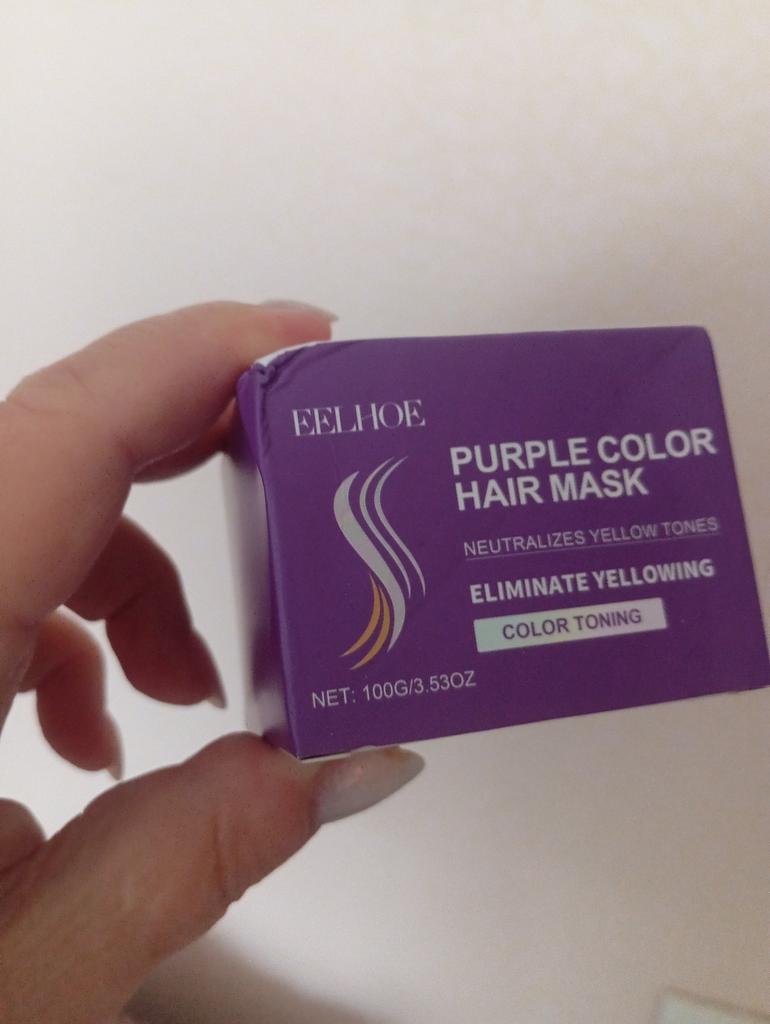 EELHOE
PURPLE COLOR
HAIR MASK
NEUTRALIZES YELLOW TONES
ELIMINATE YELLOWING
COLOR TONING
NET: 100G/3.53OZ